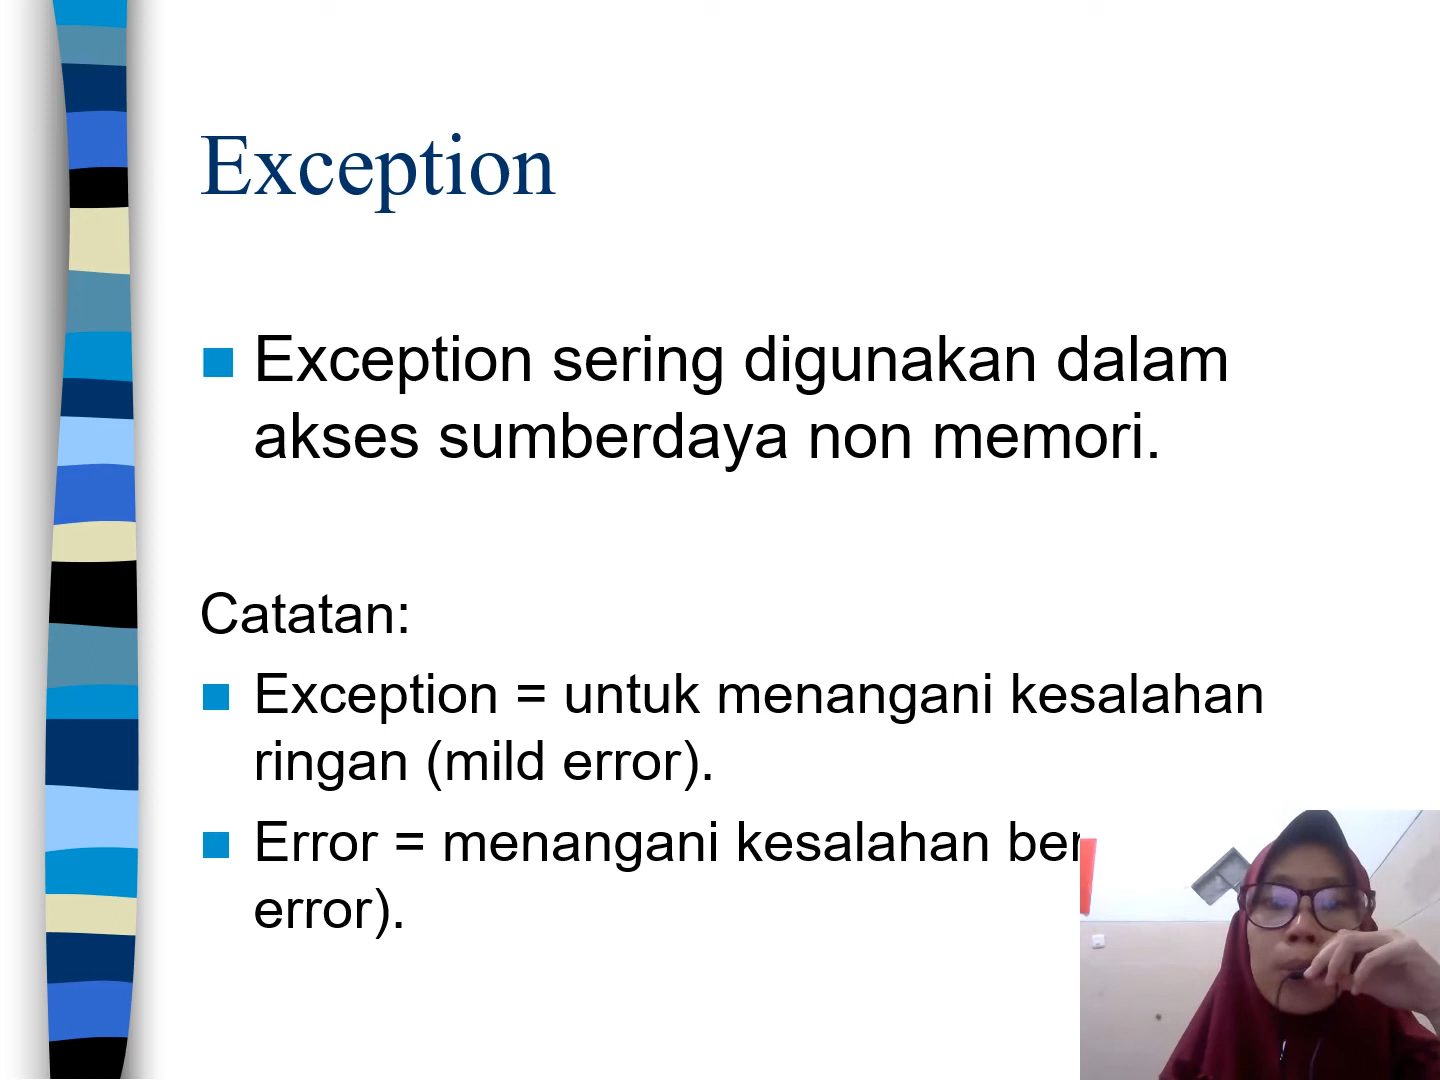 Exception
Exception sering digunakan dalam
akses sumberdaya non memori.
Catatan:
Exception = untuk menangani kesalahan
ringan (mild error).
Error = menangani kesalahan
error).